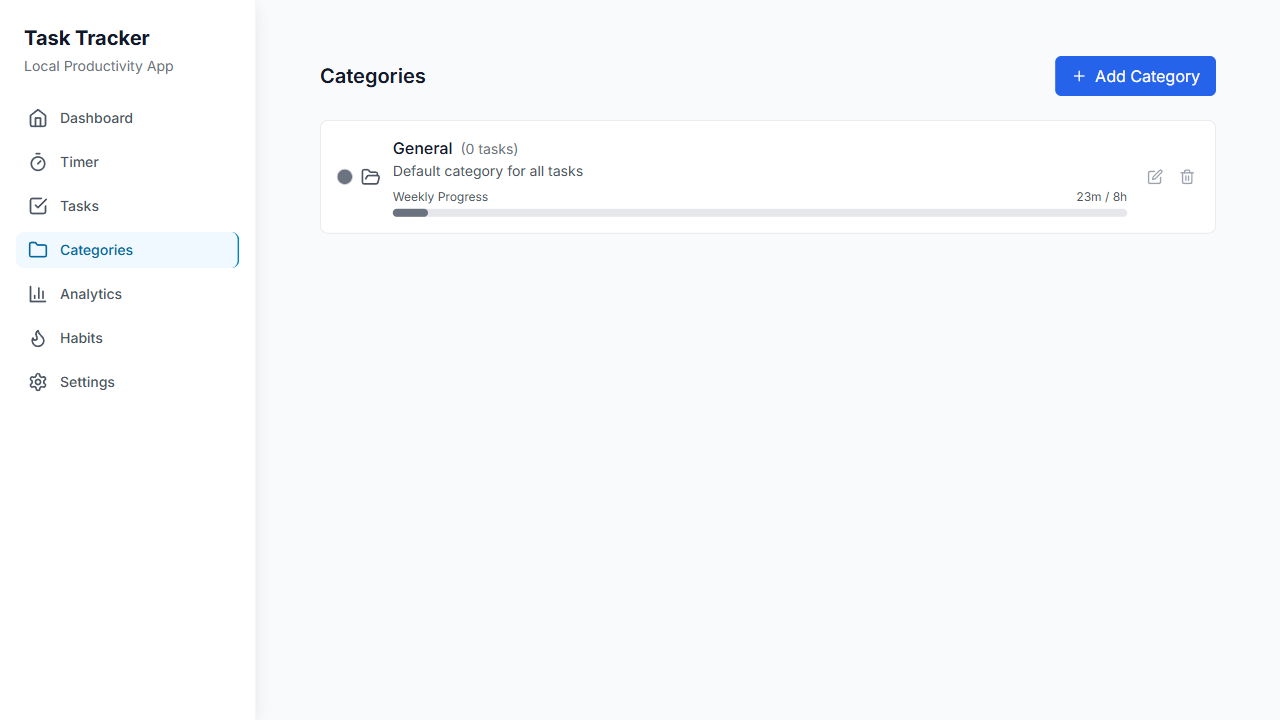 Task Tracker
Local Productivity App
Dashboard
Timer
Tasks
Categories
Analytics
Habits
Settings
Categories
Add Category
General (0 tasks)
Default category for all tasks
Weekly Progress 23m / 8h